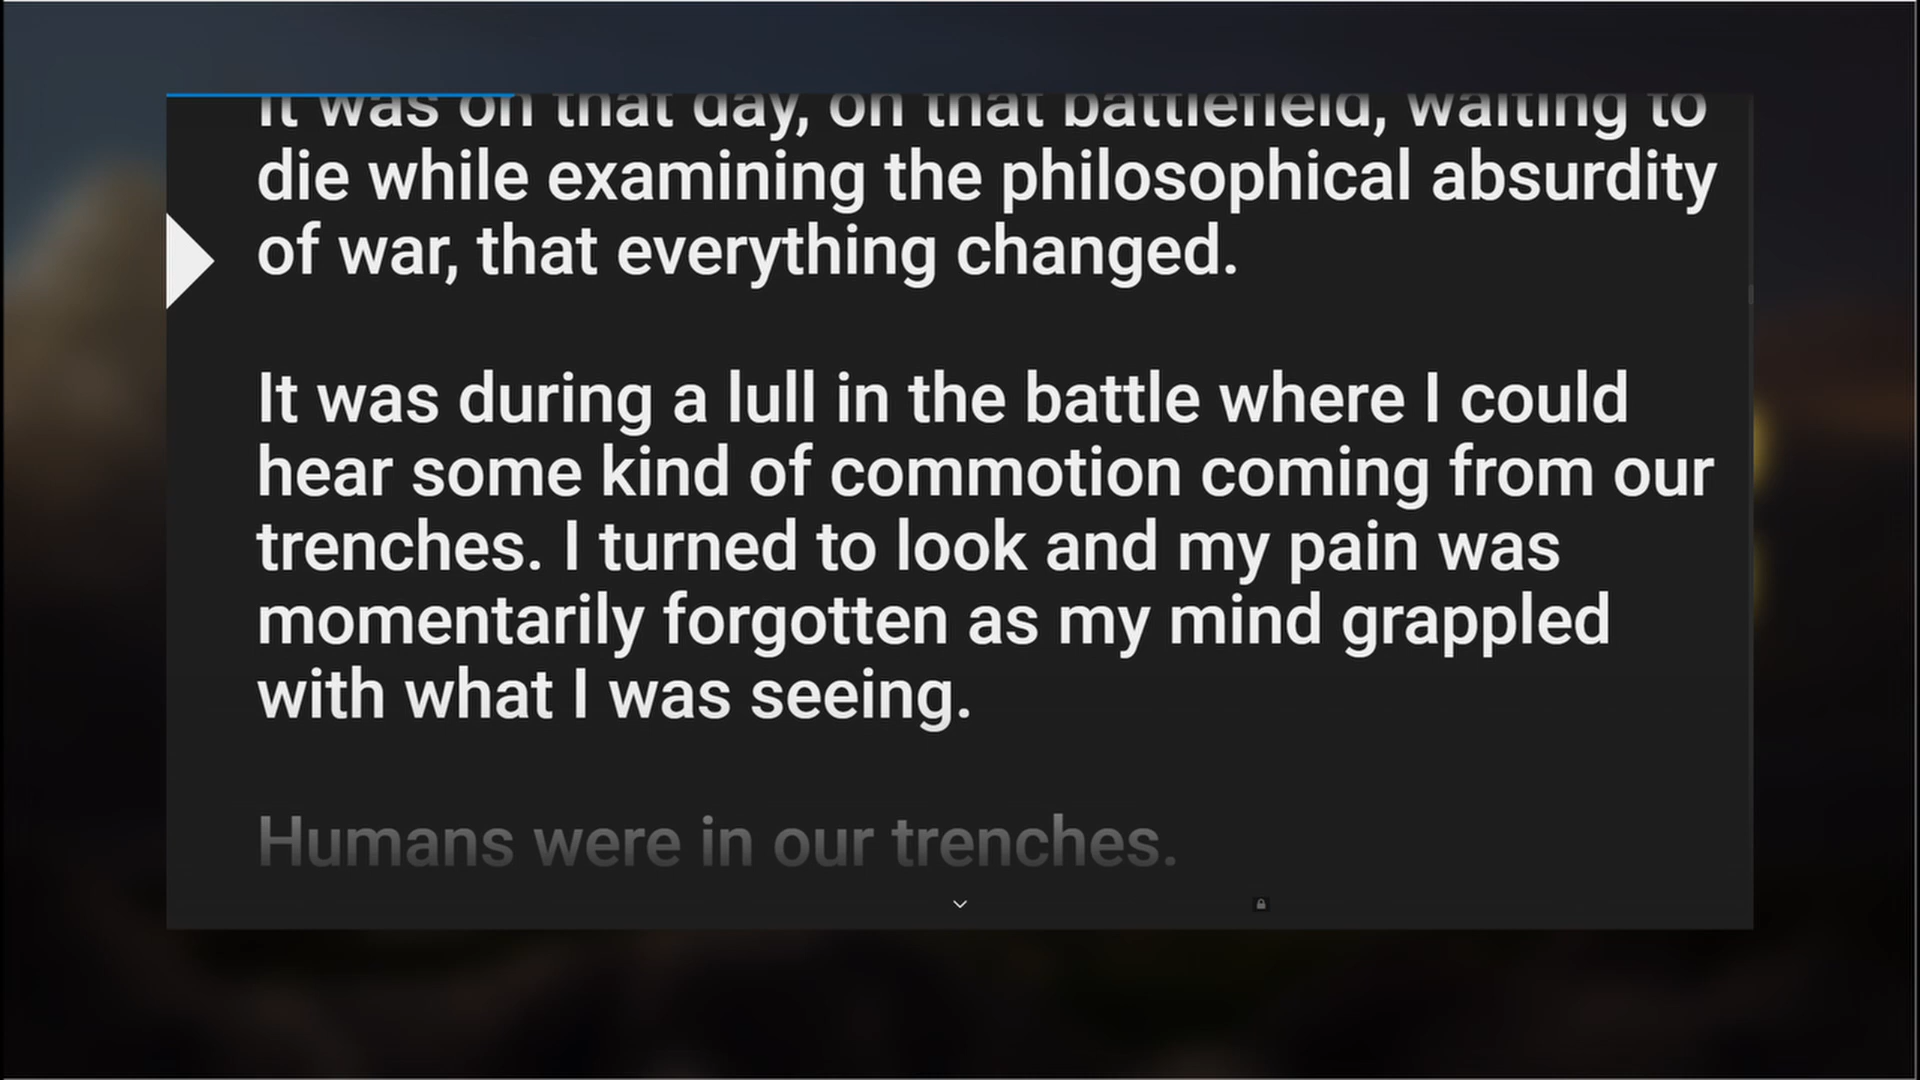 It was on that day, on that battlefield, waiting to
die while examining the philosophical absurdity
of war, that everything changed.
It was during a lull in the battle where I could
hear some kind of commotion coming from our
trenches. I turned to look and my pain was
momentarily forgotten as my mind grappled
with what I was seeing.
Humans were in our trenches.